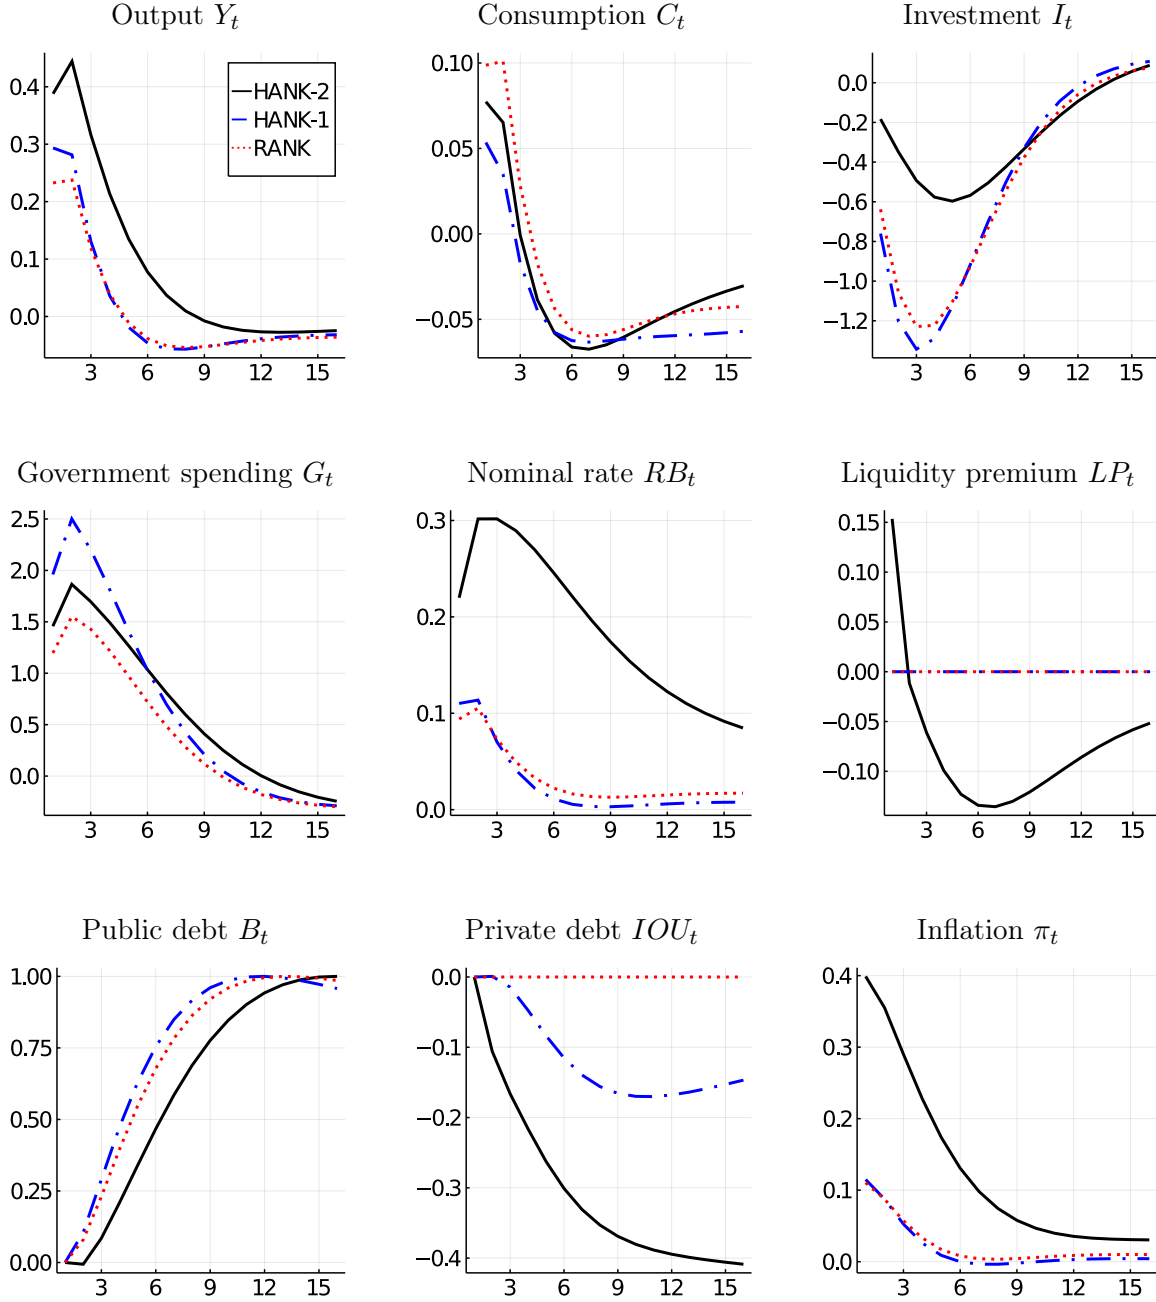 Output Y_t
Consumption C_t
Investment I_t
0.4
0.3
0.2
0.1
0.0
3 6 9 12 15
HANK-2
HANK-1
RANK
0.10
0.05
0.00
−0.05
3 6 9 12 15
0.0
−0.2
−0.4
−0.6
−0.8
−1.0
−1.2
3 6 9 12 15
Government spending G_t
Nominal rate RB_t
Liquidity premium LP_t
2.5
2.0
1.5
1.0
0.5
0.0
3 6 9 12 15
0.3
0.2
0.1
0.0
3 6 9 12 15
0.15
0.10
0.05
0.00
−0.05
−0.10
3 6 9 12 15
Public debt B_t
Private debt IOU_t
Inflation π_t
1.00
0.75
0.50
0.25
0.00
3 6 9 12 15
0.0
−0.1
−0.2
−0.3
−0.4
3 6 9 12 15
0.4
0.3
0.2
0.1
0.0
3 6 9 12 15